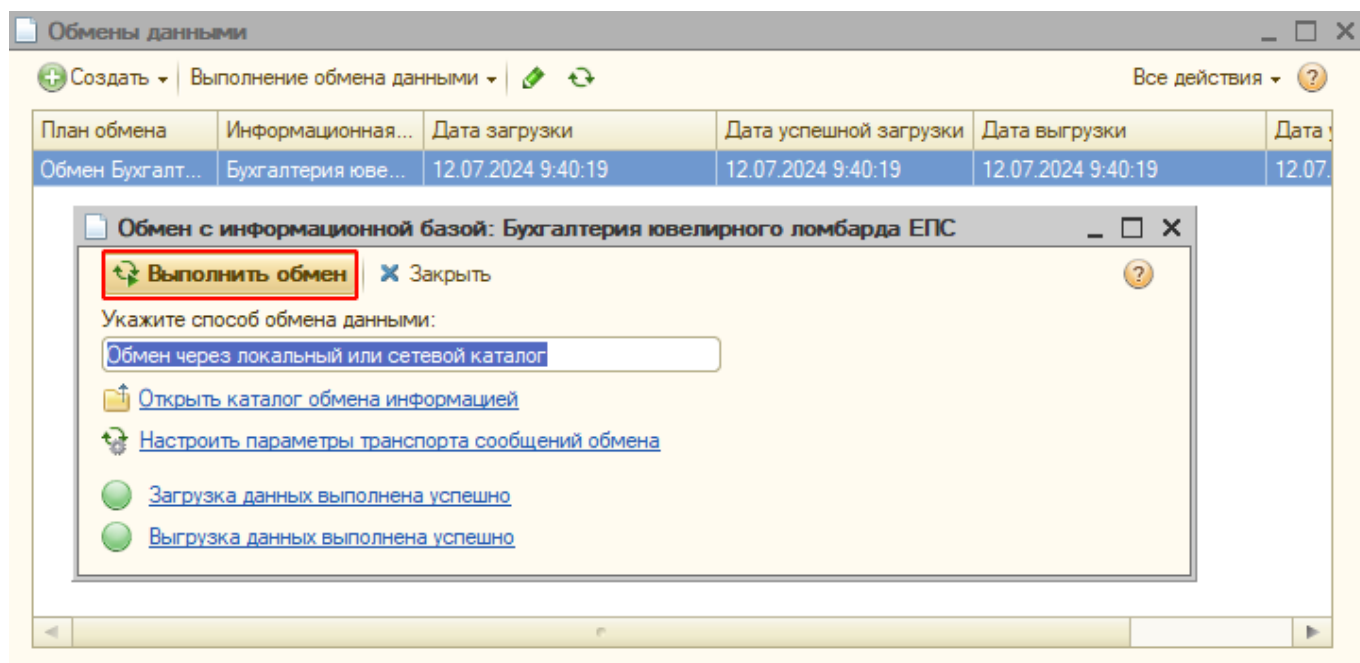 Обмены данными
Создать Выполнение обмена данными Все действия ?
План обмена Информационная... Дата загрузки Дата успешной загрузки Дата выгрузки Дата
Обмен Бухгалт... Бухгалтерия юве... 12.07.2024 9:40:19 12.07.2024 9:40:19 12.07.2024 9:40:19 12.07.
Обмен с информационной базой: Бухгалтерия ювелирного ломбарда ЕПС
Выполнить обмен Закрыть ?
Укажите способ обмена данными:
Обмен через локальный или сетевой каталог
Открыть каталог обмена информацией
Настроить параметры транспорта сообщений обмена
Загрузка данных выполнена успешно
Выгрузка данных выполнена успешно